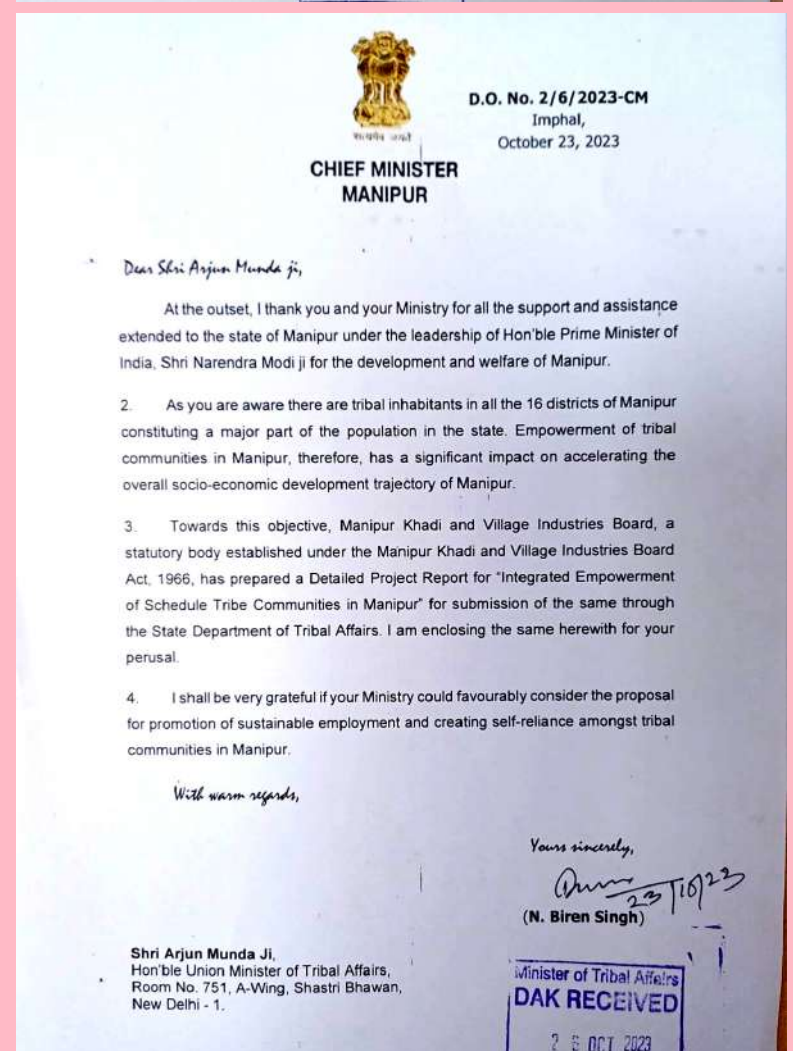 सत्यमेव जयते
CHIEF MINISTER
MANIPUR
D.O. No. 2/6/2023-CM
Imphal,
October 23, 2023
Dear Shri Arjun Munda ji,
At the outset, I thank you and your Ministry for all the support and assistance
extended to the state of Manipur under the leadership of Hon'ble Prime Minister of
India, Shri Narendra Modi ji for the development and welfare of Manipur.
2. As you are aware there are tribal inhabitants in all the 16 districts of Manipur
constituting a major part of the population in the state. Empowerment of tribal
communities in Manipur, therefore, has a significant impact on accelerating the
overall socio-economic development trajectory of Manipur.
3. Towards this objective, Manipur Khadi and Village Industries Board, a
statutory body established under the Manipur Khadi and Village Industries Board
Act, 1966, has prepared a Detailed Project Report for "Integrated Empowerment
of Schedule Tribe Communities in Manipur" for submission of the same through
the State Department of Tribal Affairs. I am enclosing the same herewith for your
perusal.
4. I shall be very grateful if your Ministry could favourably consider the proposal
for promotion of sustainable employment and creating self-reliance amongst tribal
communities in Manipur.
With warm regards,
Yours sincerely,
23/10/23
(N. Biren Singh)
Shri Arjun Munda Ji,
Hon'ble Union Minister of Tribal Affairs,
Room No. 751, A-Wing, Shastri Bhawan,
New Delhi - 1.
Minister of Tribal Affairs
DAK RECEIVED
OCT 2023